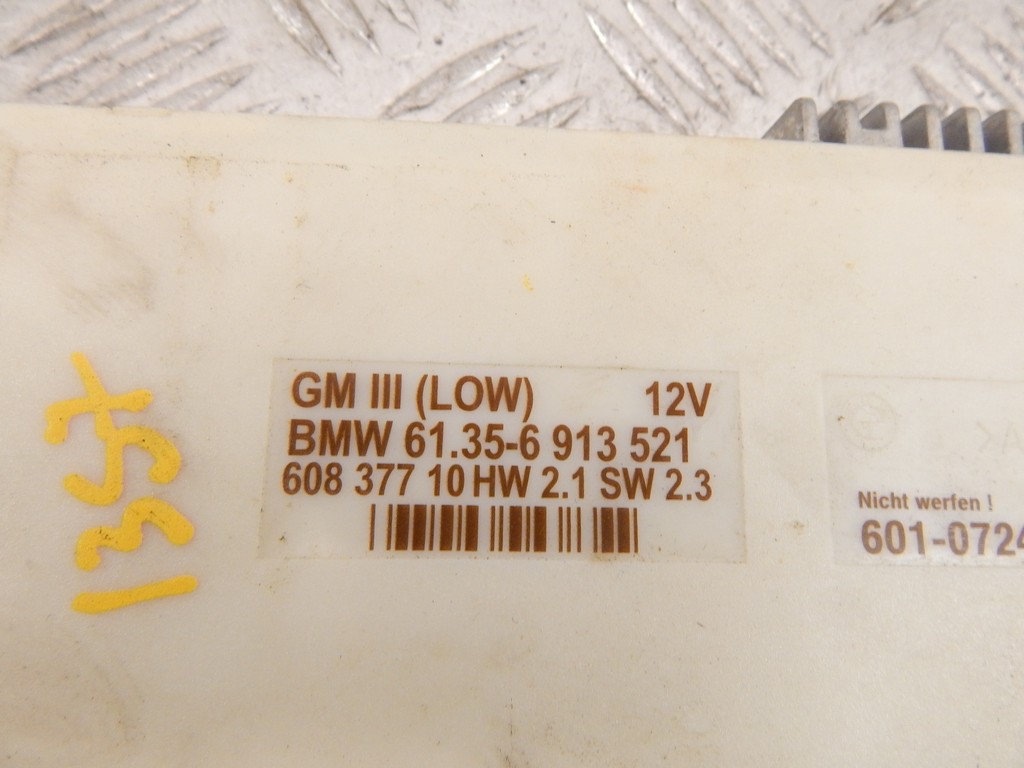 GM III (LOW) 12V
BMW 61.35-6 913 521
608 377 10 HW 2.1 SW 2.3
Nicht werfen !
601-0724
1357